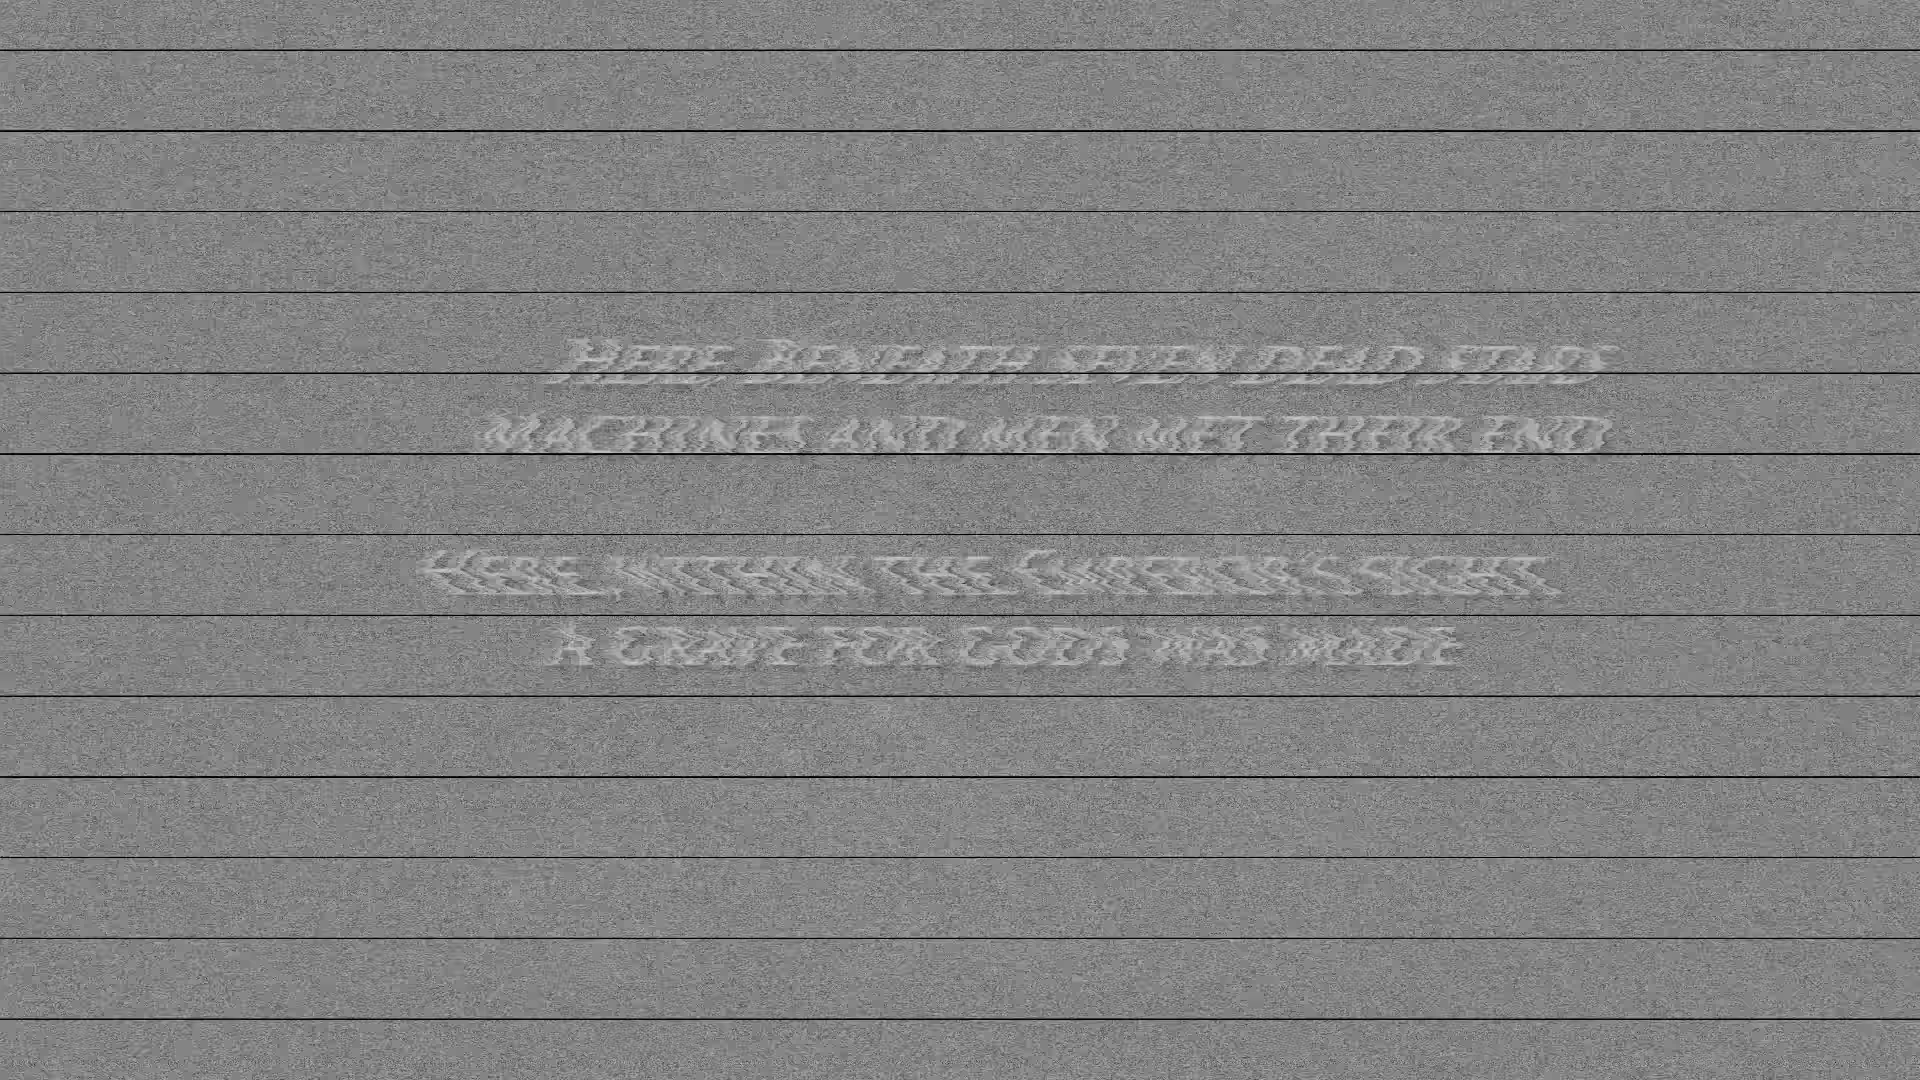 Here Beneath seven dead stars
machines and men met their end
Here within the
sight
A grave for gods was made